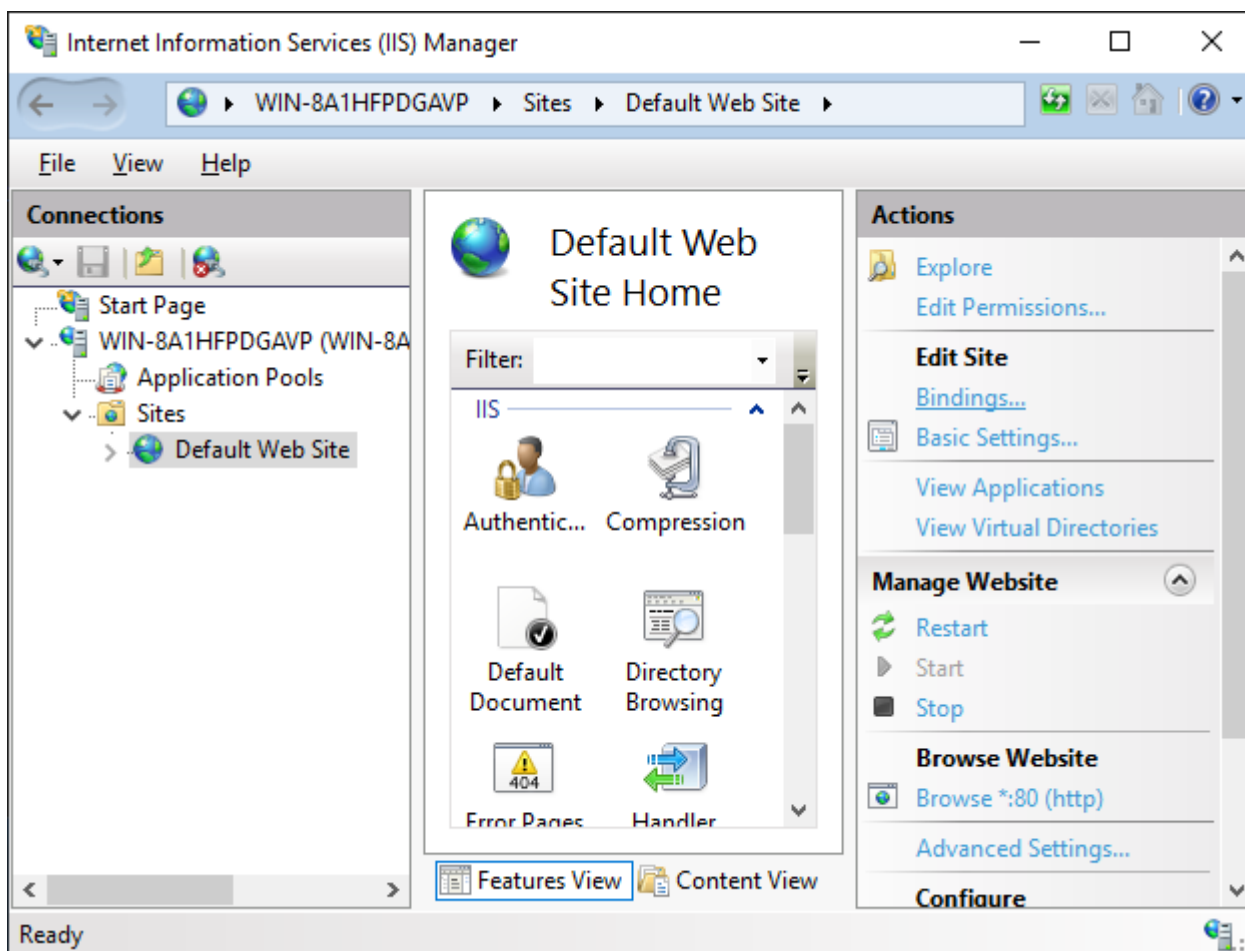 Internet Information Services (IIS) Manager
WIN-8A1HFPDGAVP Sites Default Web Site
File View Help
Connections
Start Page
WIN-8A1HFPDGAVP (WIN-8A
Application Pools
Sites
Default Web Site
Default Web
Site Home
Filter:
IIS
Authentic... Compression
Default
Document
Directory
Browsing
404
Error Pages Handler
Features View Content View
Actions
Explore
Edit Permissions...
Edit Site
Bindings...
Basic Settings...
View Applications
View Virtual Directories
Manage Website
Restart
Start
Stop
Browse Website
Browse *:80 (http)
Advanced Settings...
Configure
Ready